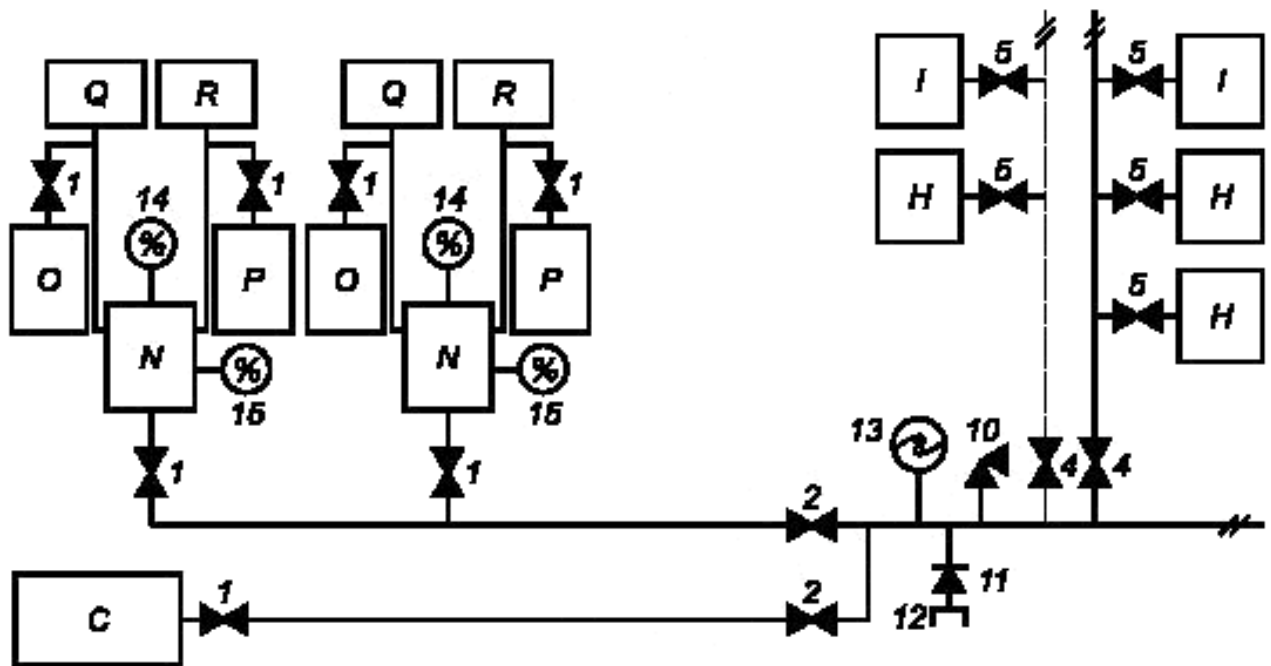 5 5
Q R Q R I I
1 1 1 1 5 5
14 14 H H
% %
O P O P 5
N N H
% %
15 15
13 10
1 1 4 4
2
1 2 11
C 12